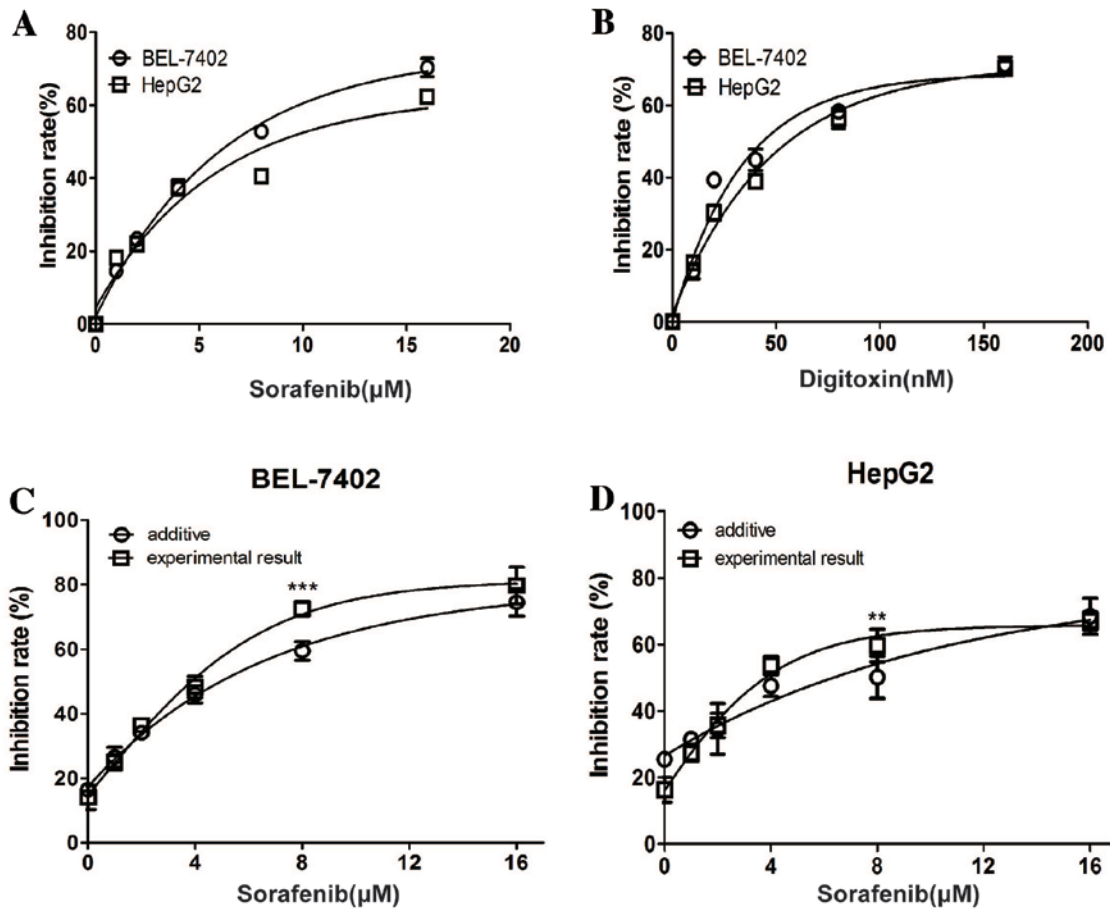 A
80
60
40
20
0
Inhibition rate(%)
BEL-7402
HepG2
0 5 10 15 20
Sorafenib(µM)
B
80
60
40
20
0
Inhibition rate (%)
BEL-7402
HepG2
0 50 100 150 200
Digitoxin(nM)
C
BEL-7402
100
80
60
40
20
0
Inhibition rate (%)
additive
experimental result
***
0 4 8 12 16
Sorafenib(µM)
D
HepG2
100
80
60
40
20
0
Inhibition rate (%)
additive
experimental result
**
0 4 8 12 16
Sorafenib(µM)